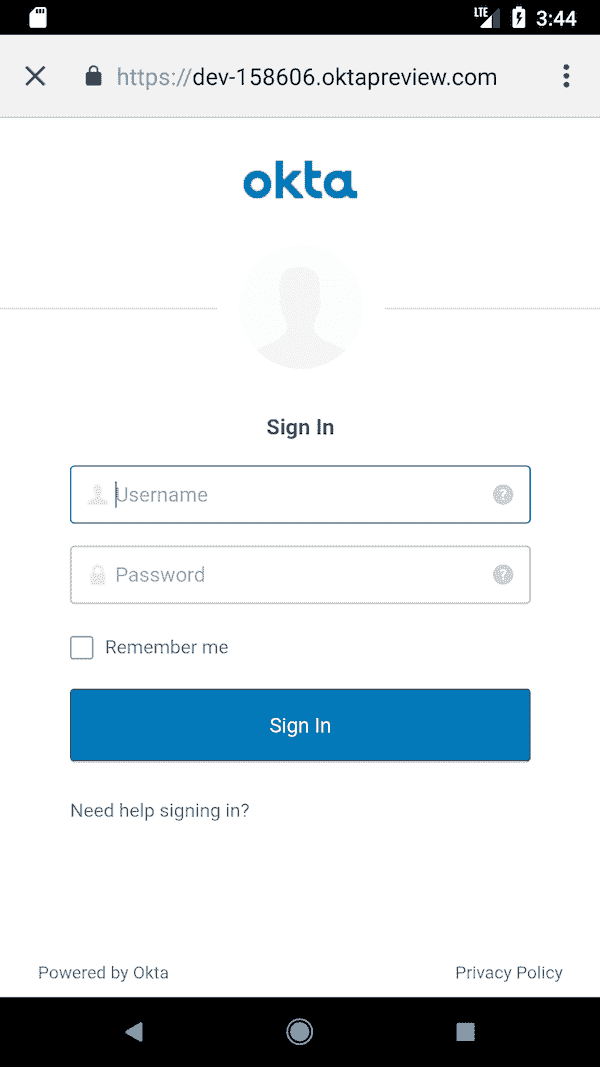 LTE 3:44
https://dev-158606.oktapreview.com
okta
Sign In
Username
Password
Remember me
Sign In
Need help signing in?
Powered by Okta Privacy Policy